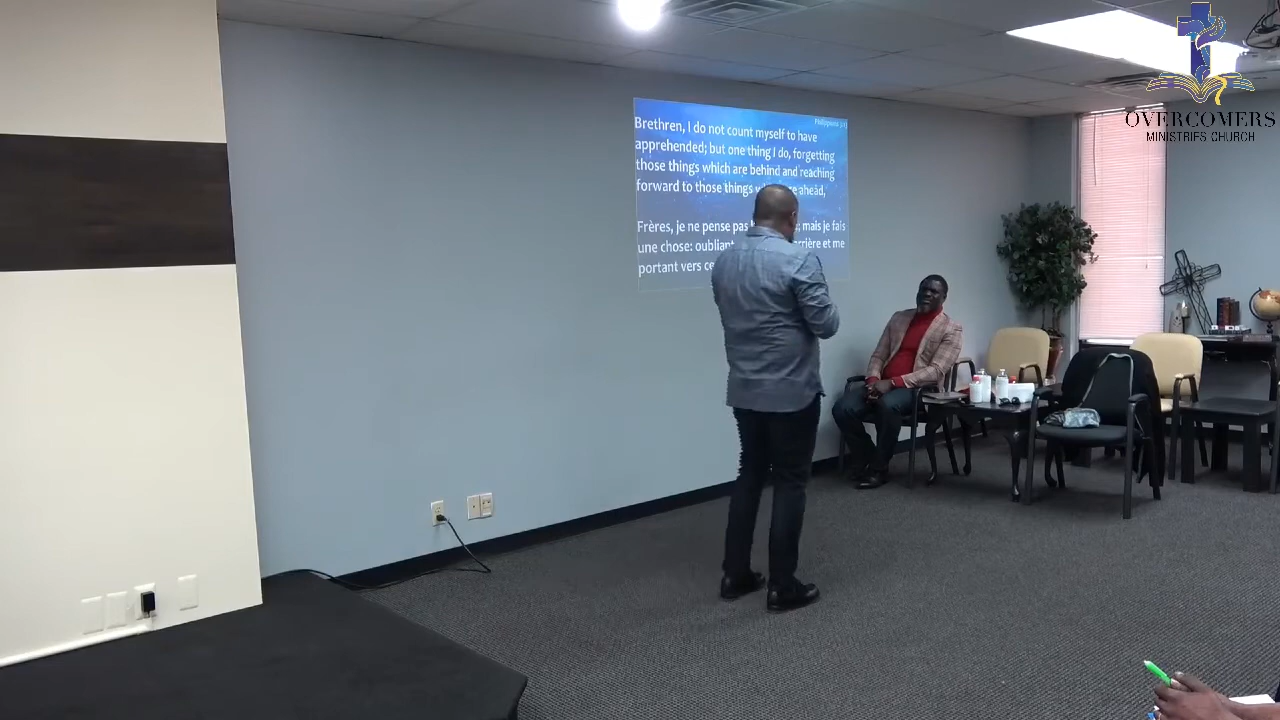 Brethren, I do not count myself to have
apprehended; but one thing I do, forgetting
those things which are behind and reaching
forward to those things ahead,
Frères, je ne pense pas mais je fais
une chose: oubliant et me
portant vers
OVERCOMERS
MINISTRIES CHURCH